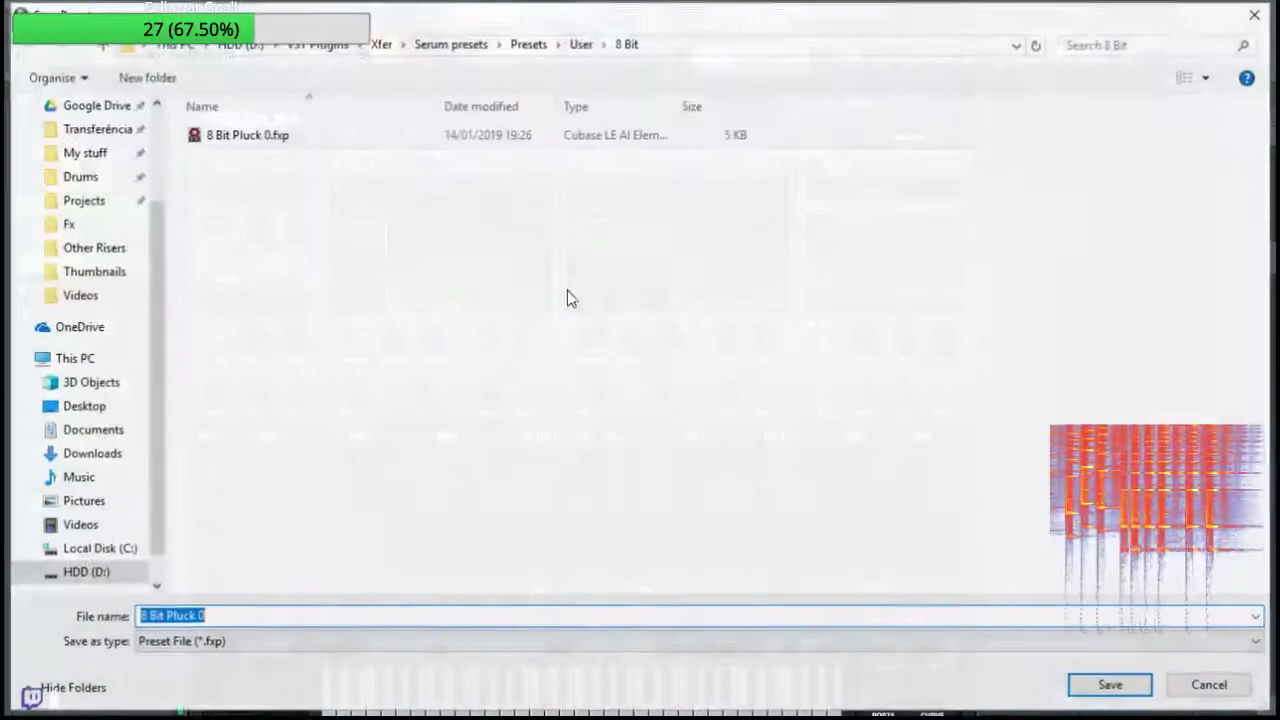 27 (67.50%)
This PC > HDD (D:) > VST Plugins > Xfer > Serum presets > Presets > User > 8 Bit
Search 8 Bit
Organise
New folder
Name
Date modified
Type
Size
8 Bit Pluck 0.fxp
14/01/2019 19:26
Cubase LE AI Elem...
5 KB
Google Drive
Transferência
My stuff
Drums
Projects
Fx
Other Risers
Thumbnails
Videos
OneDrive
This PC
3D Objects
Desktop
Documents
Downloads
Music
Pictures
Videos
Local Disk (C:)
HDD (D:)
File name: 8 Bit Pluck 0
Save as type: Preset File (*.fxp)
Hide Folders
Save
Cancel
PORTA
CURVE